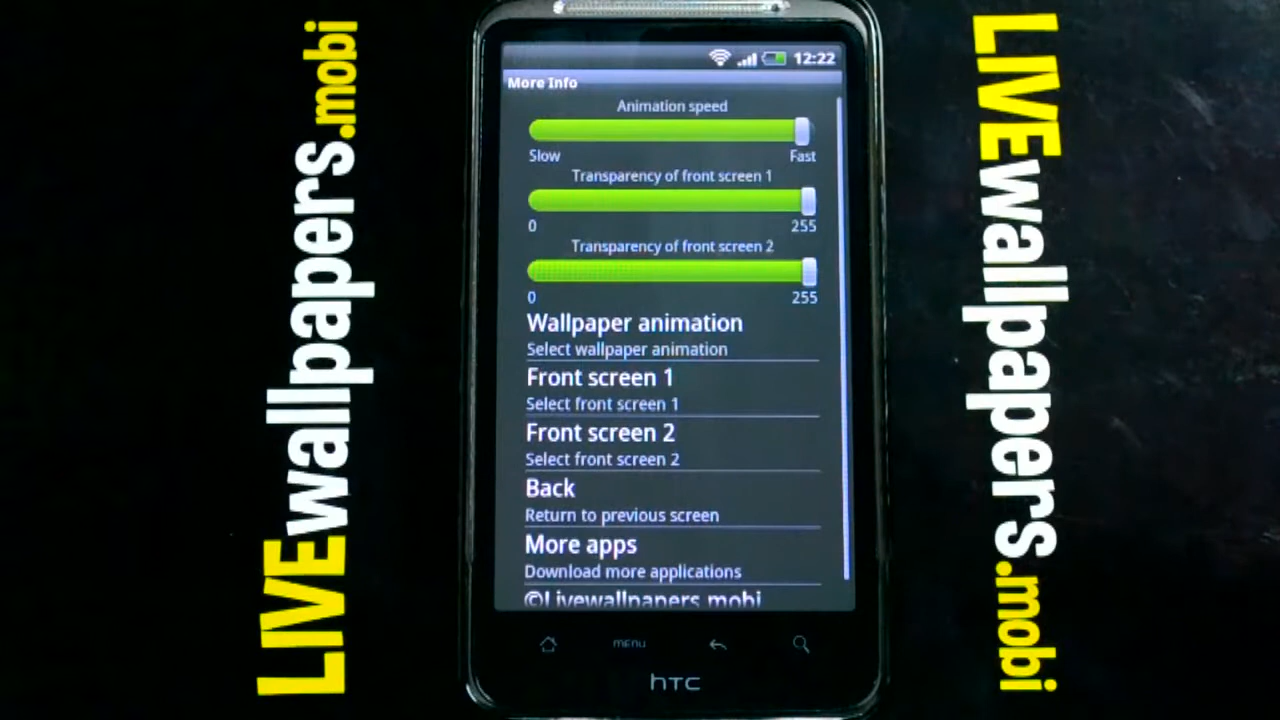 LIVEwallpapers.mobi
12:22
More Info
Animation speed
Slow Fast
Transparency of front screen 1
0 255
Transparency of front screen 2
0 255
Wallpaper animation
Select wallpaper animation
Front screen 1
Select front screen 1
Front screen 2
Select front screen 2
Back
Return to previous screen
More apps
Download more applications
©Livewallpapers.mobi
MENU
hTC
LIVEwallpapers.mobi